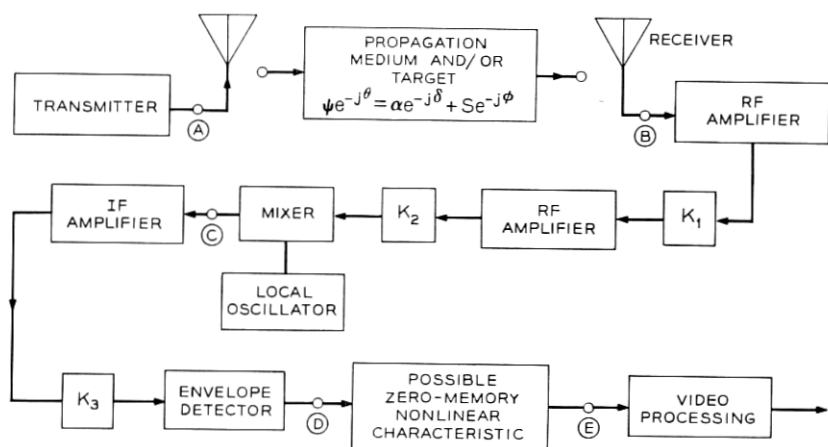 PROPAGATION
MEDIUM AND/OR
TARGET
ψe^{-jθ} = αe^{-jδ} + Se^{-jϕ}
RECEIVER
TRANSMITTER
A
B
RF
AMPLIFIER
IF
AMPLIFIER
C
MIXER
K₂
RF
AMPLIFIER
K₁
LOCAL
OSCILLATOR
K₃
ENVELOPE
DETECTOR
D
POSSIBLE
ZERO-MEMORY
NONLINEAR
CHARACTERISTIC
E
VIDEO
PROCESSING